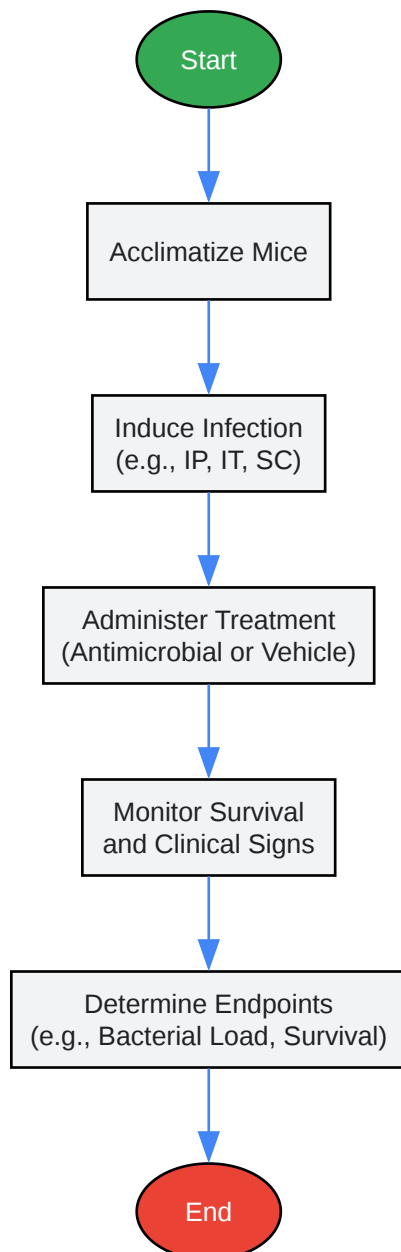 Start
Acclimatize Mice
Induce Infection
(e.g., IP, IT, SC)
Administer Treatment
(Antimicrobial or Vehicle)
Monitor Survival
and Clinical Signs
Determine Endpoints
(e.g., Bacterial Load, Survival)
End